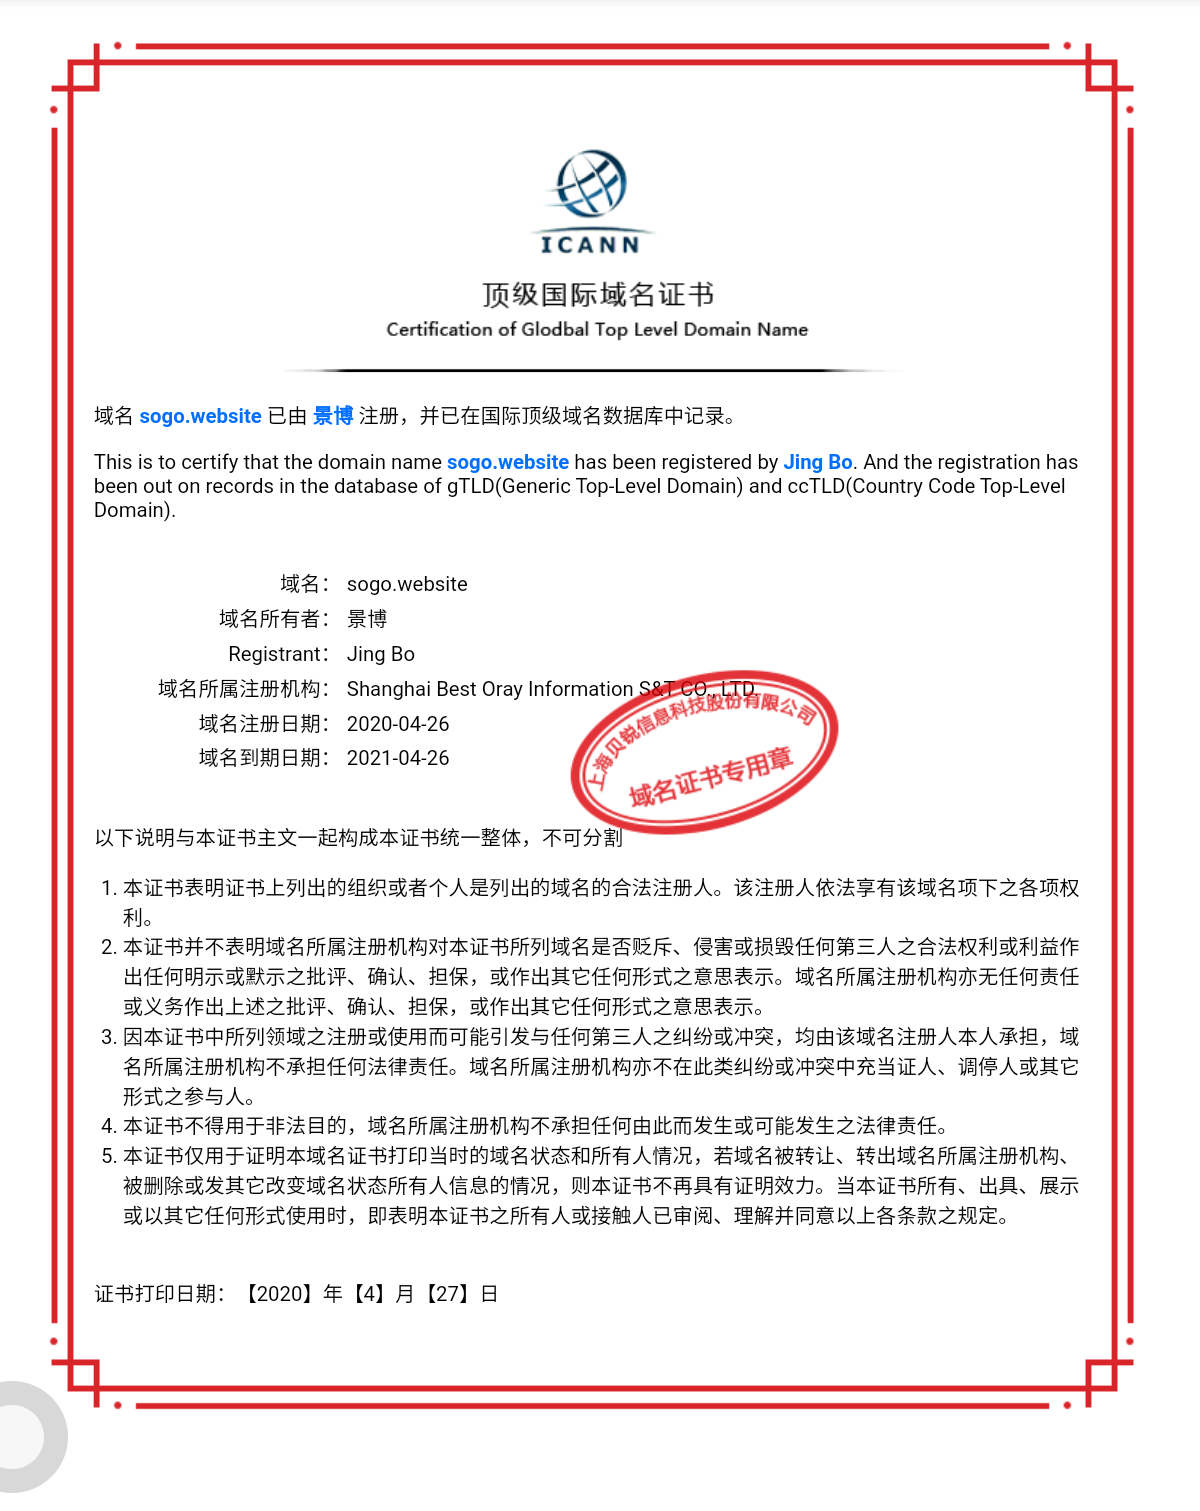 ICANN
顶级国际域名证书
Certification of Glodbal Top Level Domain Name
域名 sogo.website 已由 景博 注册，并已在国际顶级域名数据库中记录。
This is to certify that the domain name sogo.website has been registered by Jing Bo. And the registration has
been out on records in the database of gTLD(Generic Top-Level Domain) and ccTLD(Country Code Top-Level
Domain).
域名： sogo.website
域名所有者： 景博
Registrant： Jing Bo
域名所属注册机构： Shanghai Best Oray Information S&T CO., LTD.
域名注册日期： 2020-04-26
域名到期日期： 2021-04-26
上海贝锐信息科技股份有限公司
域名证书专用章
以下说明与本证书主文一起构成本证书统一整体，不可分割
1. 本证书表明证书上列出的组织或者个人是列出的域名的合法注册人。该注册人依法享有该域名项下之各项权
利。
2. 本证书并不表明域名所属注册机构对本证书所列域名是否贬斥、侵害或损毁任何第三人之合法权利或利益作
出任何明示或默示之批评、确认、担保，或作出其它任何形式之意思表示。域名所属注册机构亦无任何责任
或义务作出上述之批评、确认、担保，或作出其它任何形式之意思表示。
3. 因本证书中所列领域之注册或使用而可能引发与任何第三人之纠纷或冲突，均由该域名注册人本人承担，域
名所属注册机构不承担任何法律责任。域名所属注册机构亦不在此类纠纷或冲突中充当证人、调停人或其它
形式之参与人。
4. 本证书不得用于非法目的，域名所属注册机构不承担任何由此而发生或可能发生之法律责任。
5. 本证书仅用于证明本域名证书打印当时的域名状态和所有人情况，若域名被转让、转出域名所属注册机构、
被删除或发其它改变域名状态所有人信息的情况，则本证书不再具有证明效力。当本证书所有、出具、展示
或以其它任何形式使用时，即表明本证书之所有人或接触人已审阅、理解并同意以上各条款之规定。
证书打印日期：【2020】年【4】月【27】日